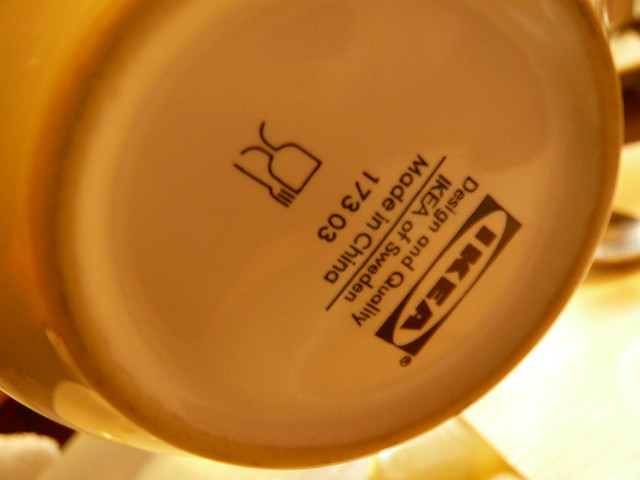 IKEA®
Design and Quality
IKEA of Sweden
Made in China
173 03